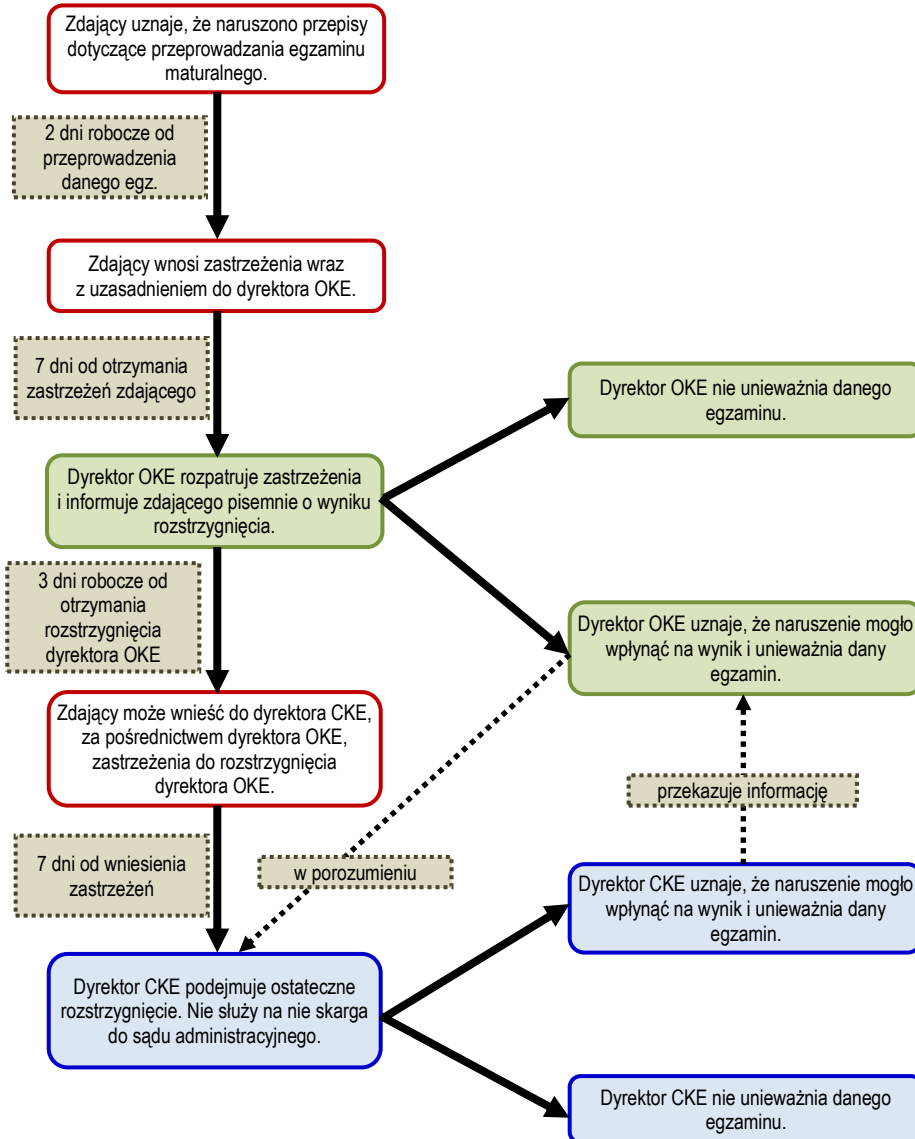 Zdający uznaje, że naruszono przepisy
dotyczące przeprowadzania egzaminu
maturalnego.
2 dni robocze od
przeprowadzenia
danego egz.
Zdający wnosi zastrzeżenia wraz
z uzasadnieniem do dyrektora OKE.
7 dni od otrzymania
zastrzeżeń zdającego
Dyrektor OKE nie unieważnia danego
egzaminu.
Dyrektor OKE rozpatruje zastrzeżenia
i informuje zdającego pisemnie o wyniku
rozstrzygnięcia.
3 dni robocze od
otrzymania
rozstrzygnięcia
dyrektora OKE
Dyrektor OKE uznaje, że naruszenie mogło
wpłynąć na wynik i unieważnia dany
egzamin.
Zdający może wnieść do dyrektora CKE,
za pośrednictwem dyrektora OKE,
zastrzeżenia do rozstrzygnięcia
dyrektora OKE.
przekazuje informację
7 dni od wniesienia
zastrzeżeń
w porozumieniu
Dyrektor CKE uznaje, że naruszenie mogło
wpłynąć na wynik i unieważnia dany
egzamin.
Dyrektor CKE podejmuje ostateczne
rozstrzygnięcie. Nie służy na nie skarga
do sądu administracyjnego.
Dyrektor CKE nie unieważnia danego
egzaminu.